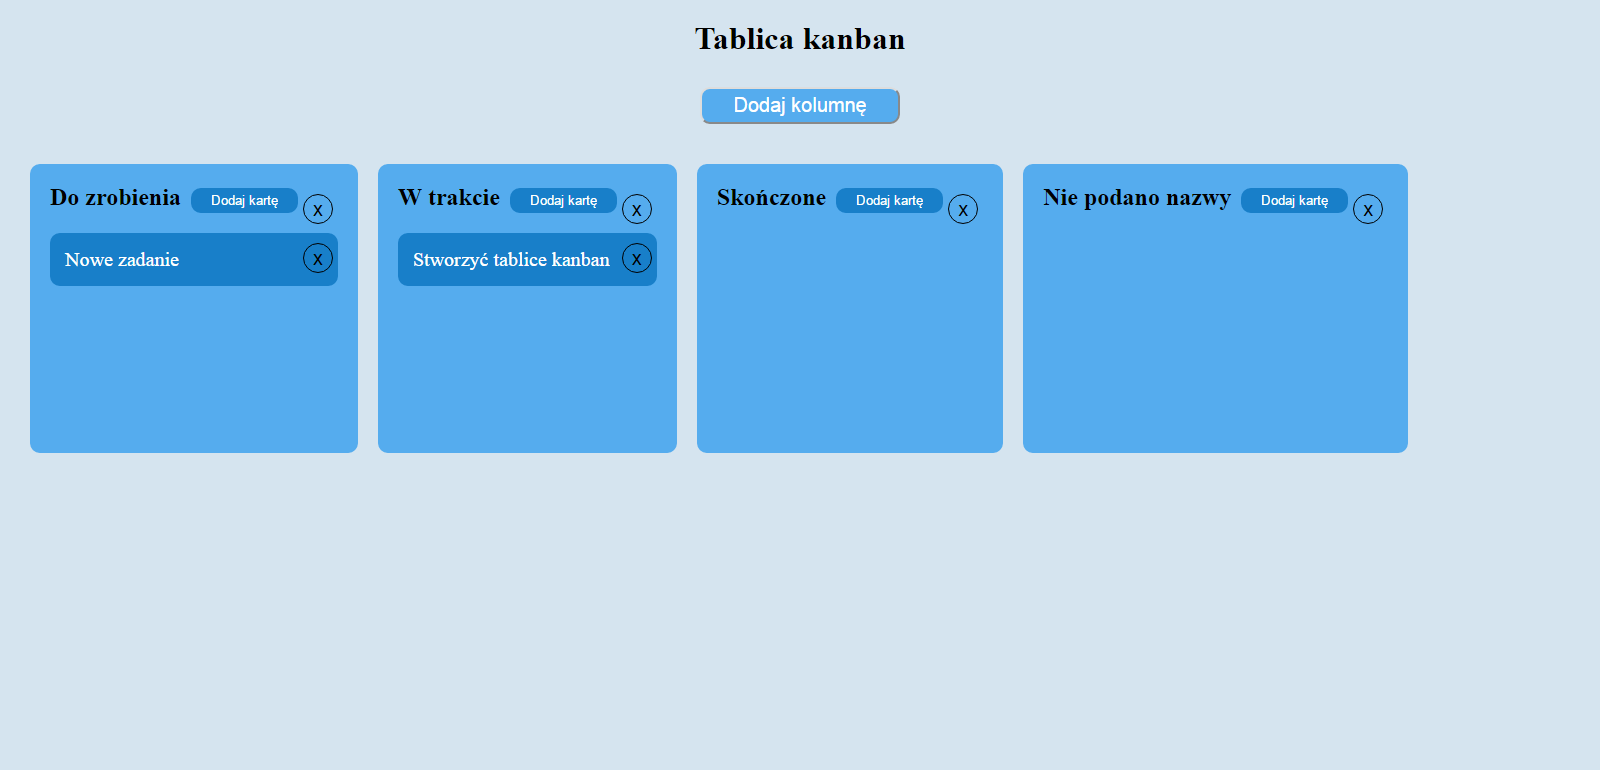 Tablica kanban
Dodaj kolumnę
Do zrobienia Dodaj kartę x
Nowe zadanie x
W trakcie Dodaj kartę x
Stworzyć tablice kanban x
Skończone Dodaj kartę x
Nie podano nazwy Dodaj kartę x